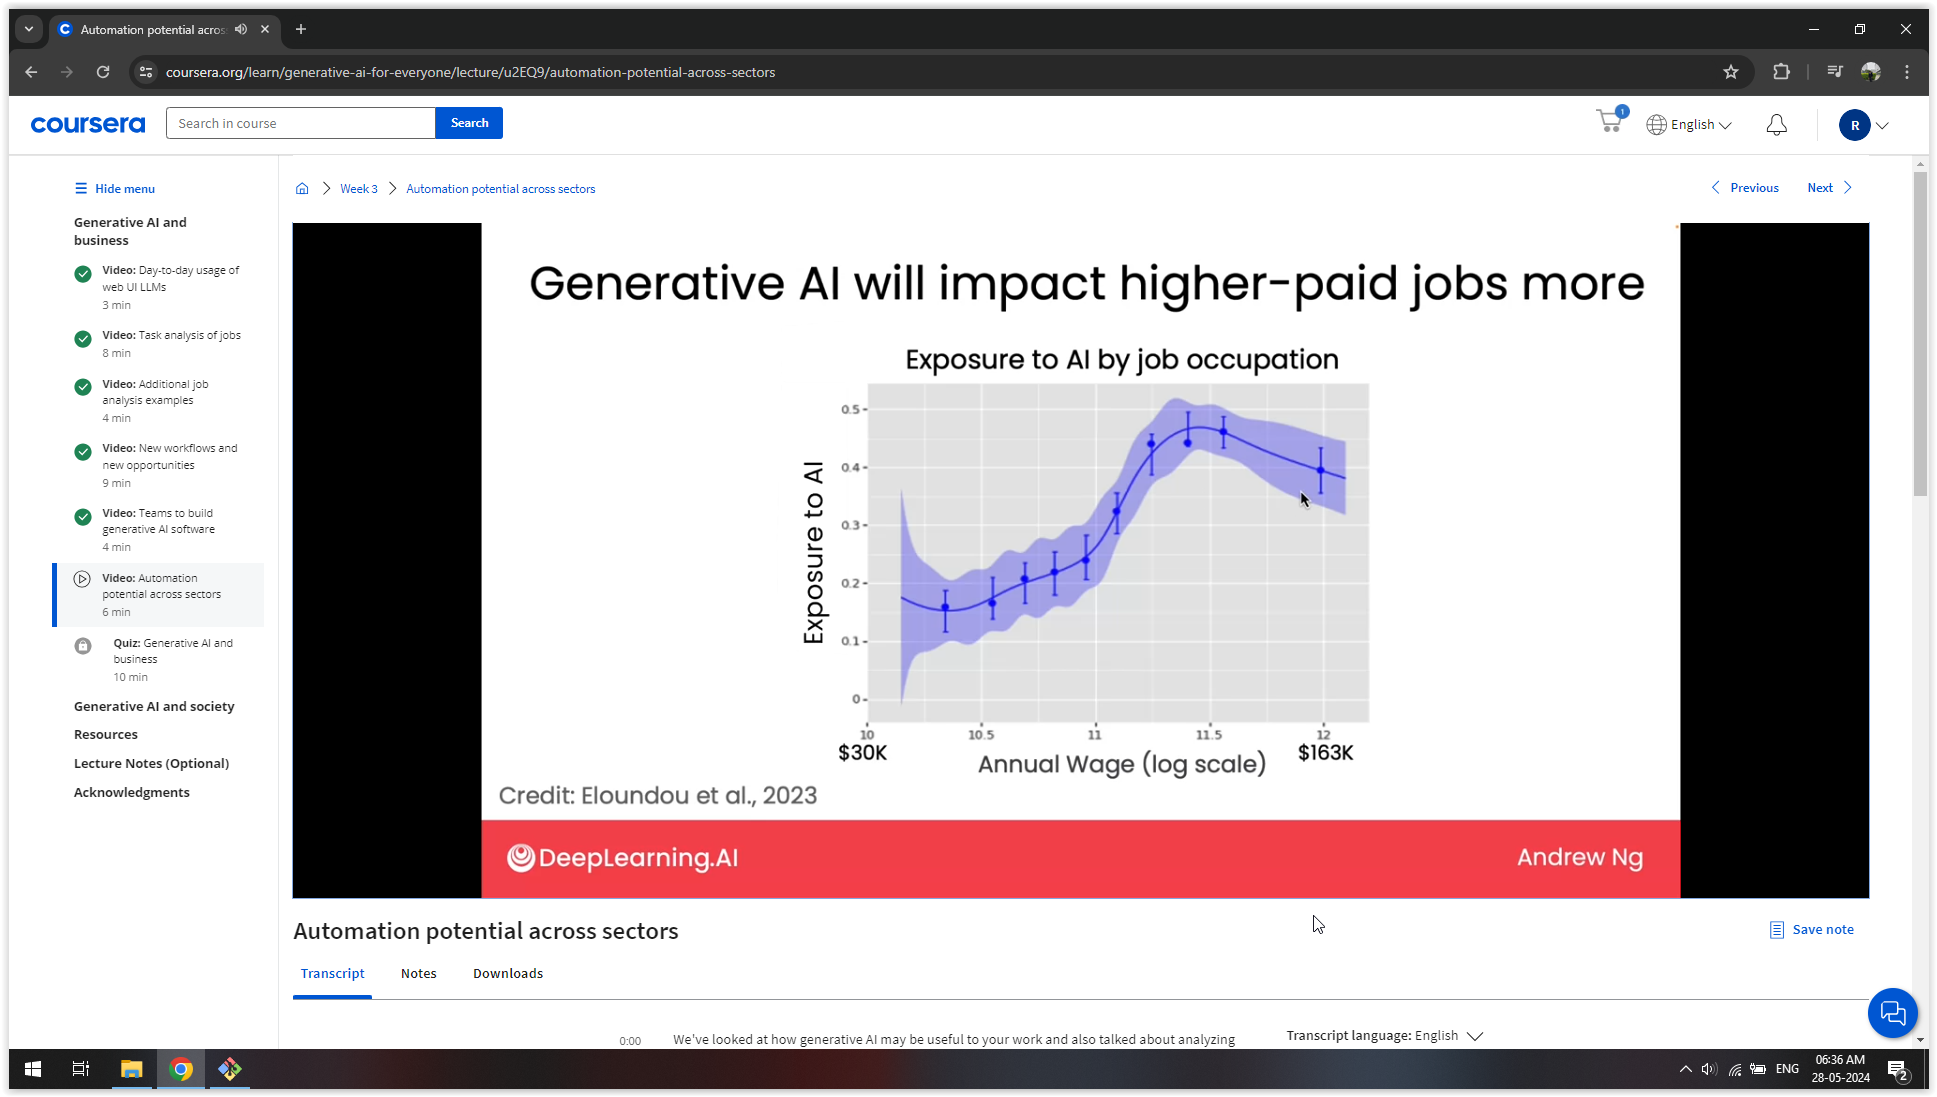 Automation potential acros
coursera.org/learn/generative-ai-for-everyone/lecture/u2EQ9/automation-potential-across-sectors
coursera
Search in course
Search
1
English
R
Hide menu
Generative AI and
business
Video: Day-to-day usage of
web UI LLMs
3 min
Video: Task analysis of jobs
8 min
Video: Additional job
analysis examples
4 min
Video: New workflows and
new opportunities
9 min
Video: Teams to build
generative AI software
4 min
Video: Automation
potential across sectors
6 min
Quiz: Generative AI and
business
10 min
Generative AI and society
Resources
Lecture Notes (Optional)
Acknowledgments
Week 3
Automation potential across sectors
Previous
Next
Generative AI will impact higher-paid jobs more
Exposure to AI by job occupation
Exposure to AI
0.5
0.4
0.3
0.2
0.1
0
10 10.5 11 11.5 12
$30K
$163K
Annual Wage (log scale)
Credit: Eloundou et al., 2023
DeepLearning.AI
Andrew Ng
Automation potential across sectors
Save note
Transcript
Notes
Downloads
0:00
We've looked at how generative AI may be useful to your work and also talked about analyzing
Transcript language: English
ENG
06:36 AM
28-05-2024
2